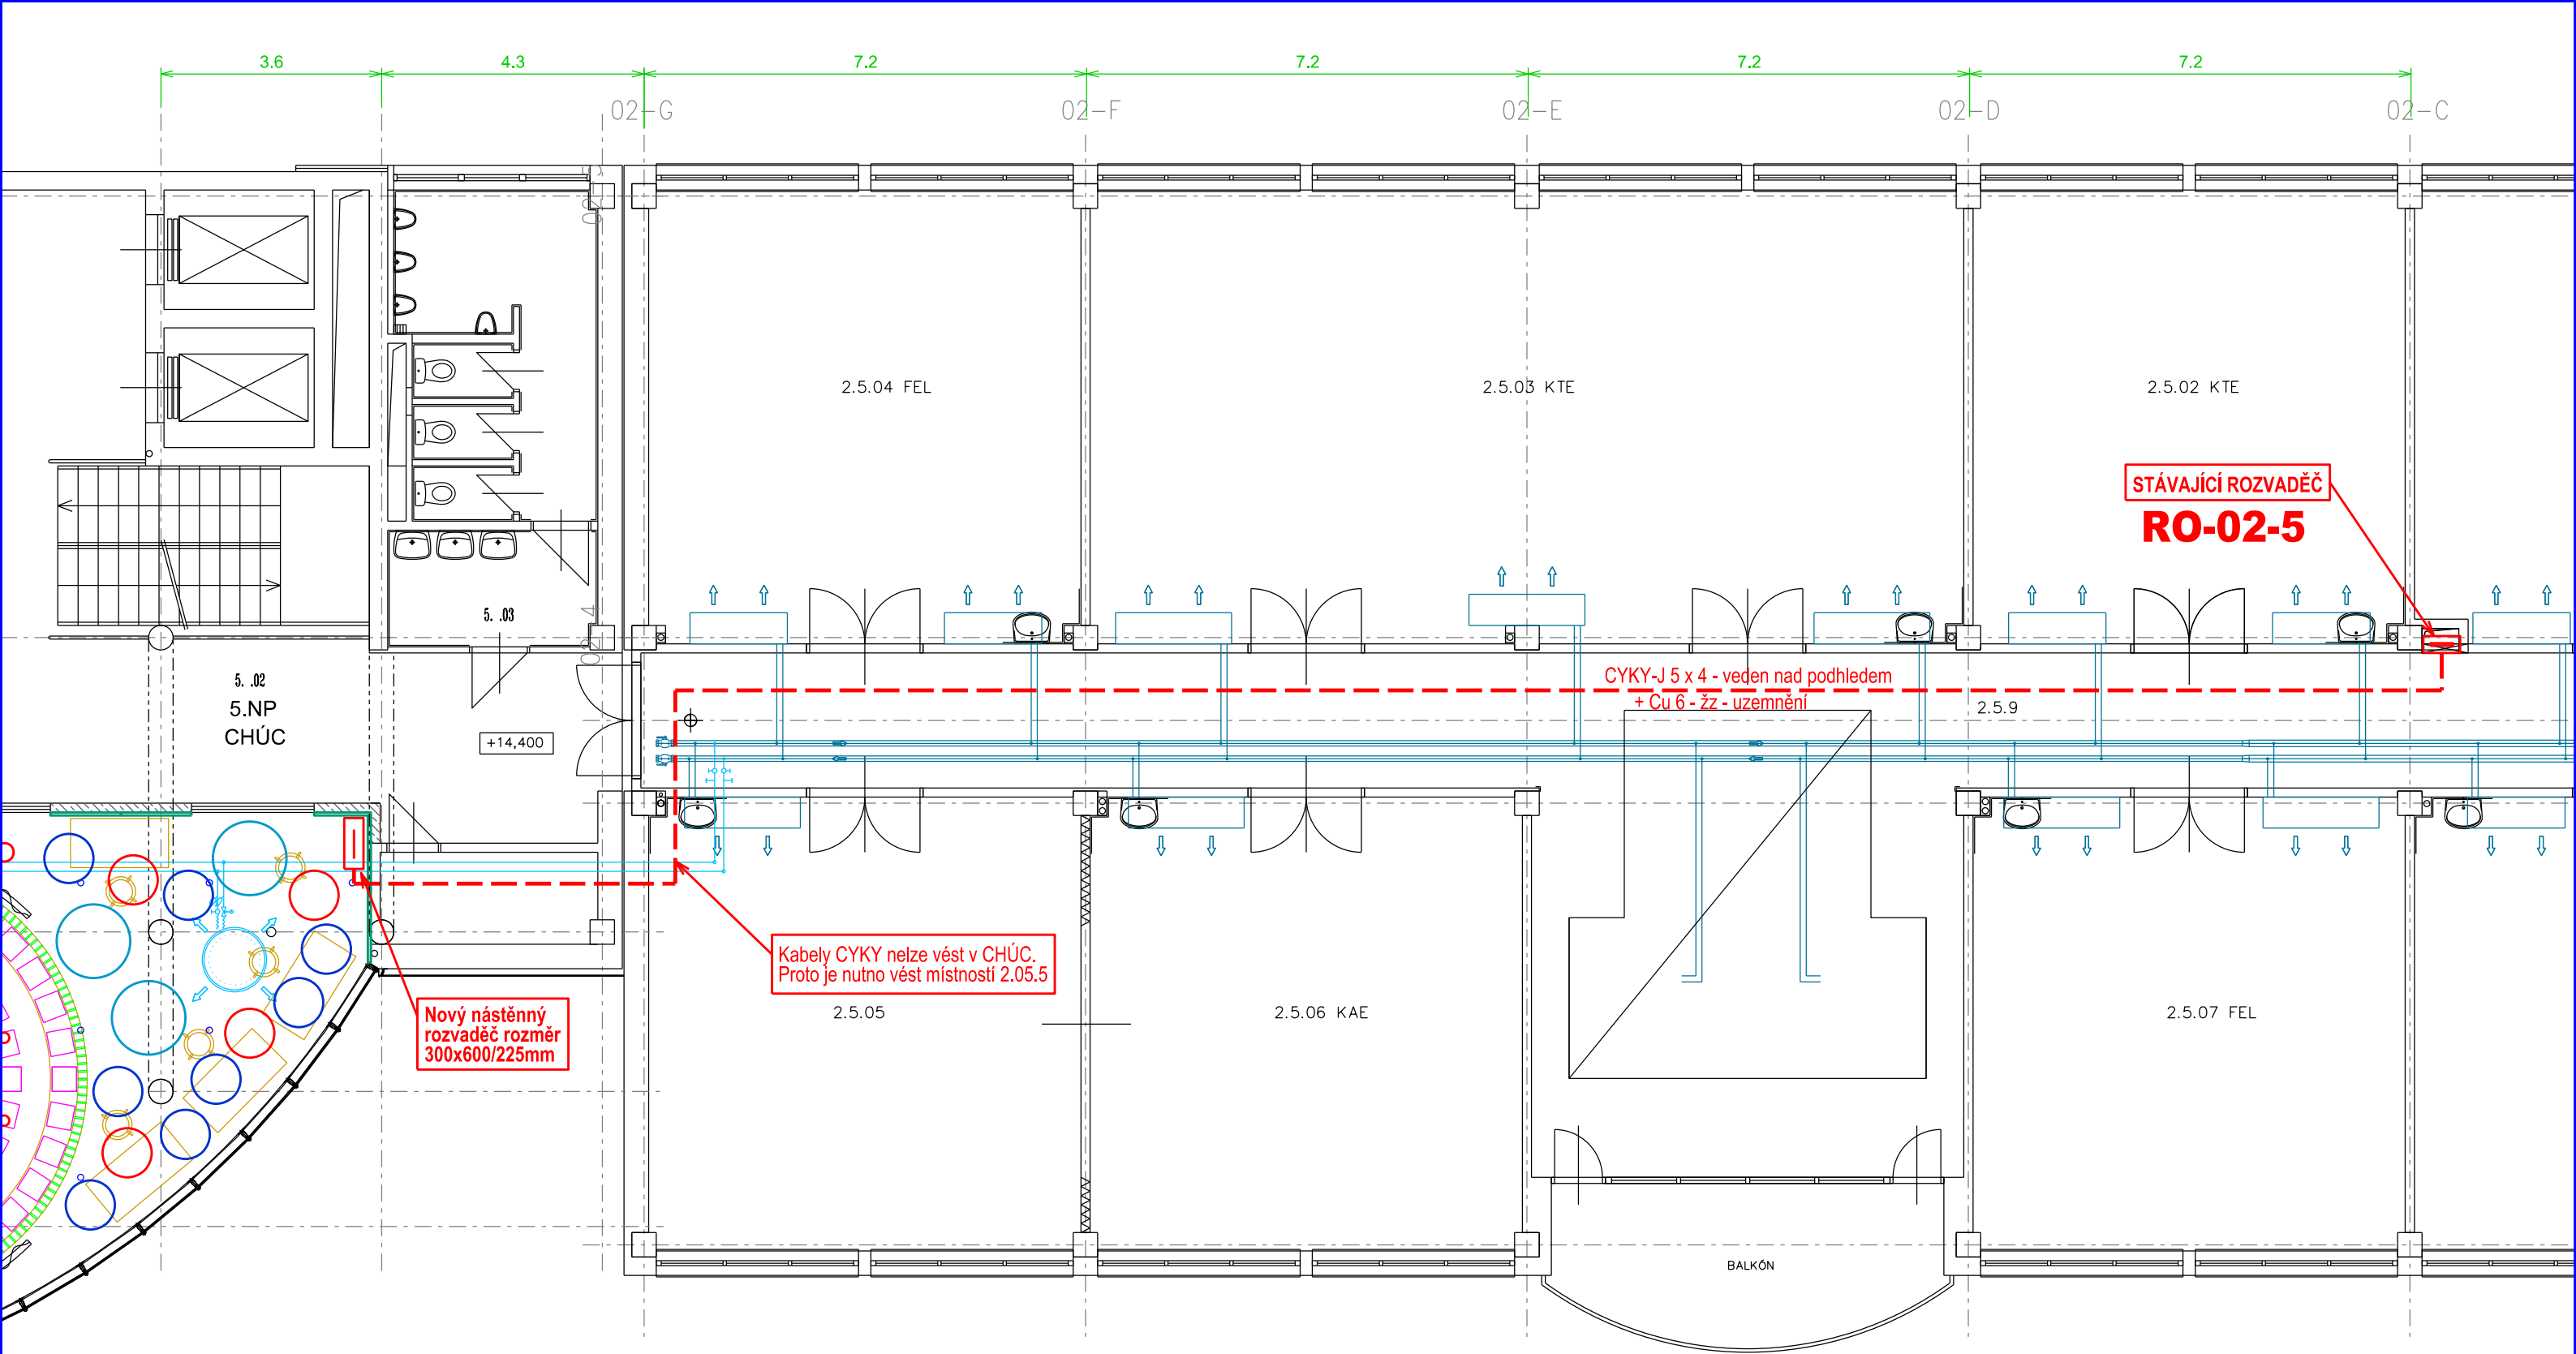 3.6
4.3
7.2
7.2
7.2
7.2
02-G
02-F
02-E
02-D
02-C
2.5.04 FEL
2.5.03 KTE
2.5.02 KTE
STÁVAJÍCÍ ROZVADĚČ
RO-02-5
5. .03
5. .02
5.NP
CHÚC
+14,400
CYKY-J 5 x 4 - veden nad podhledem
+ Cu 6 - žz - uzemnění
2.5.9
Kabely CYKY nelze vést v CHÚC.
Proto je nutno vést místností 2.05.5
Nový nástěnný
rozvaděč rozměr
300x600/225mm
2.5.05
2.5.06 KAE
2.5.07 FEL
BALKÓN